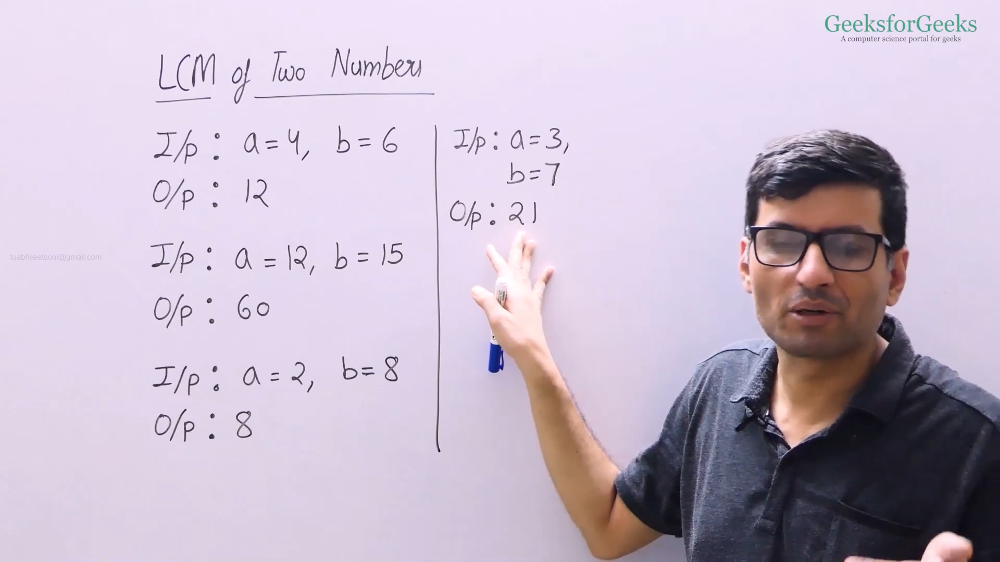 GeeksforGeeks
A computer science portal for geeks
LCM of Two Numbers
I/p : a = 4, b = 6
O/p : 12
I/p : a = 12, b = 15
O/p : 60
I/p : a = 2, b = 8
O/p : 8
I/p : a = 3,
b = 7
O/p : 21
toabhijeetsoni@gmail.com